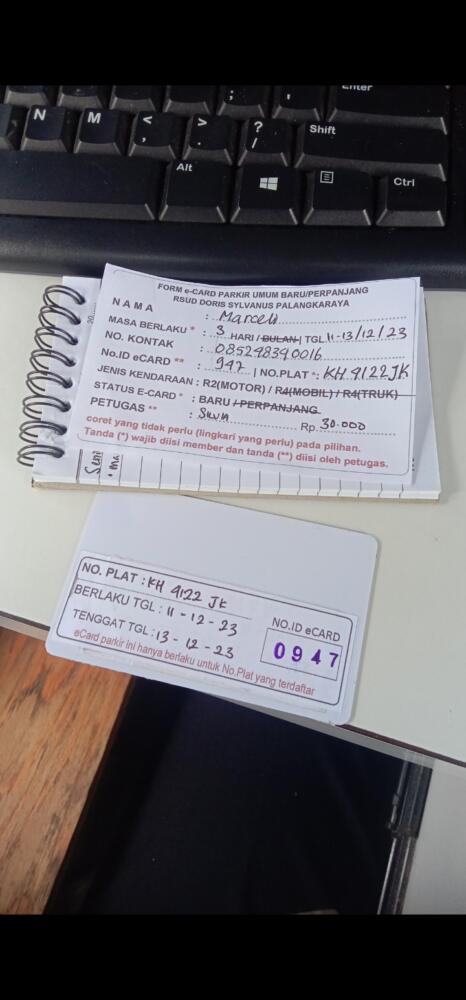 Enter
N M < , > . ? / Shift
Alt Ctrl
FORM e-CARD PARKIR UMUM BARU/PERPANJANG
RSUD DORIS SYLVANUS PALANGKARAYA
NAMA : Marcell
MASA BERLAKU * : 3 HARI / BULAN | TGL 11-13/12/23
NO. KONTAK : 085298390016
No.ID eCARD ** : 947 | NO.PLAT *: KH 9122 JK
JENIS KENDARAAN : R2(MOTOR) / R4(MOBIL) / R4(TRUK)
STATUS E-CARD * : BARU / PERPANJANG
PETUGAS ** : Rp. 30.000
coret yang tidak perlu (lingkari yang perlu) pada pilihan.
Tanda (*) wajib diisi member dan tanda (**) diisi oleh petugas.
NO. PLAT : KH 9122 JK
BERLAKU TGL : 11-12-23
TENGGAT TGL : 13-12-23
NO.ID eCARD
0947
eCard parkir ini hanya berlaku untuk No.Plat yang terdaftar